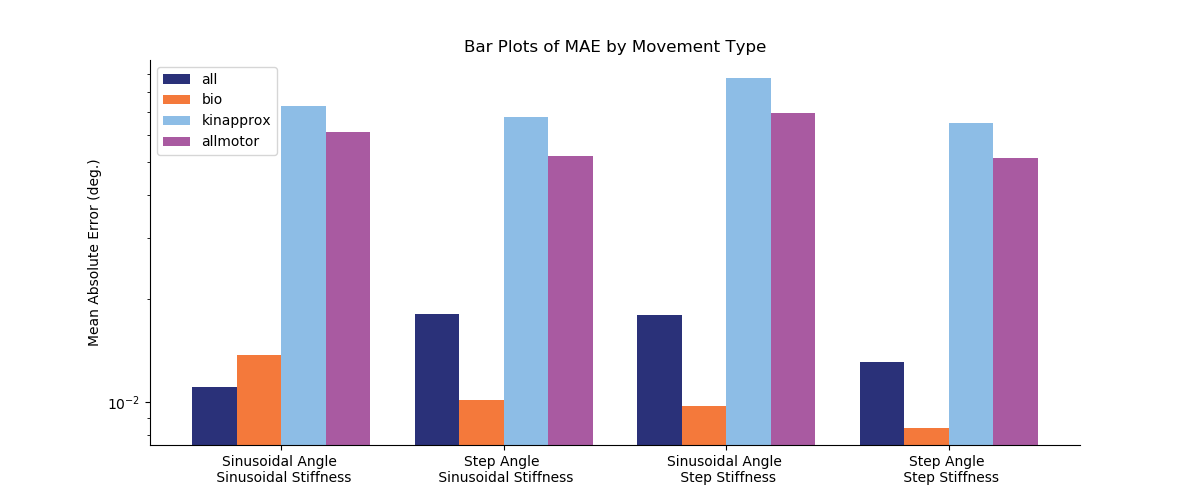 Bar Plots of MAE by Movement Type
all
bio
kinapprox
allmotor
Mean Absolute Error (deg.)
10⁻²
Sinusoidal Angle
Sinusoidal Stiffness
Step Angle
Sinusoidal Stiffness
Sinusoidal Angle
Step Stiffness
Step Angle
Step Stiffness